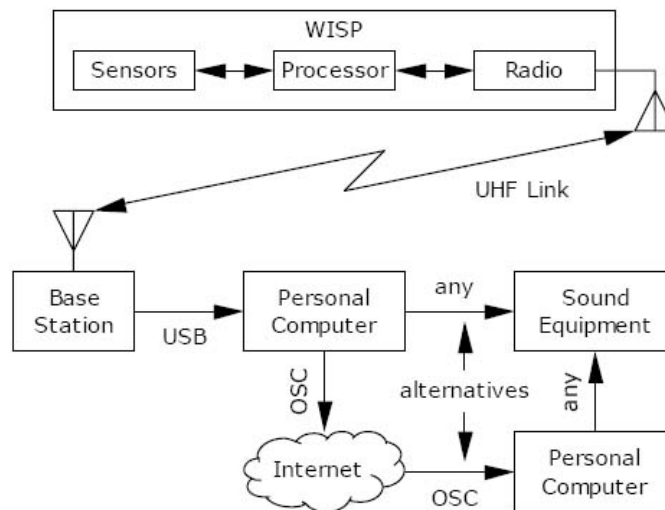 WISP
Sensors
Processor
Radio
UHF Link
Base
Station
USB
Personal
Computer
any
Sound
Equipment
OSC
alternatives
any
Internet
OSC
Personal
Computer